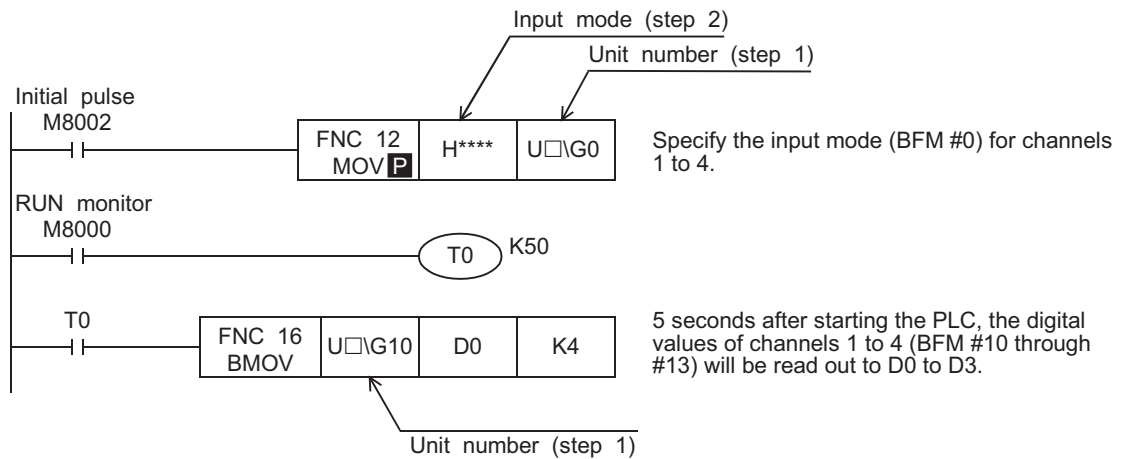 Input mode (step 2)
Unit number (step 1)
Initial pulse
M8002
FNC 12
MOV P
H****
U□\G0
Specify the input mode (BFM #0) for channels
1 to 4.
RUN monitor
M8000
T0
K50
T0
FNC 16
BMOV
U□\G10
D0
K4
5 seconds after starting the PLC, the digital
values of channels 1 to 4 (BFM #10 through
#13) will be read out to D0 to D3.
Unit number (step 1)